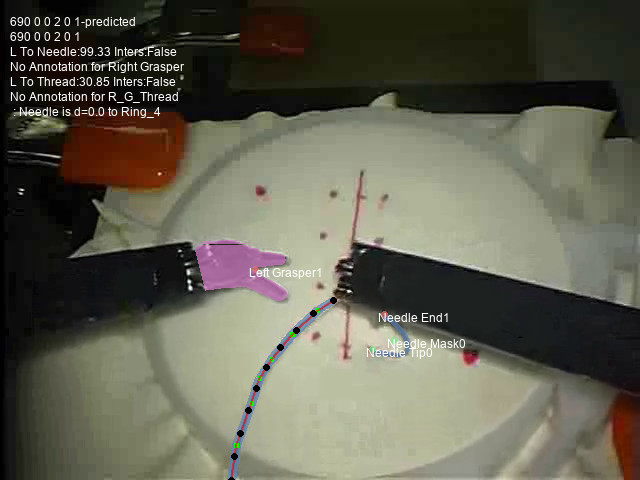 690 0 0 2 0 1-predicted
690 0 0 2 0 1
L To Needle:99.33 Inters:False
No Annotation for Right Grasper
L To Thread:30.85 Inters:False
No Annotation for R_G_Thread
: Needle is d=0.0 to Ring_4
Left Grasper1
Needle End1
Needle Mask0
Needle Tip0